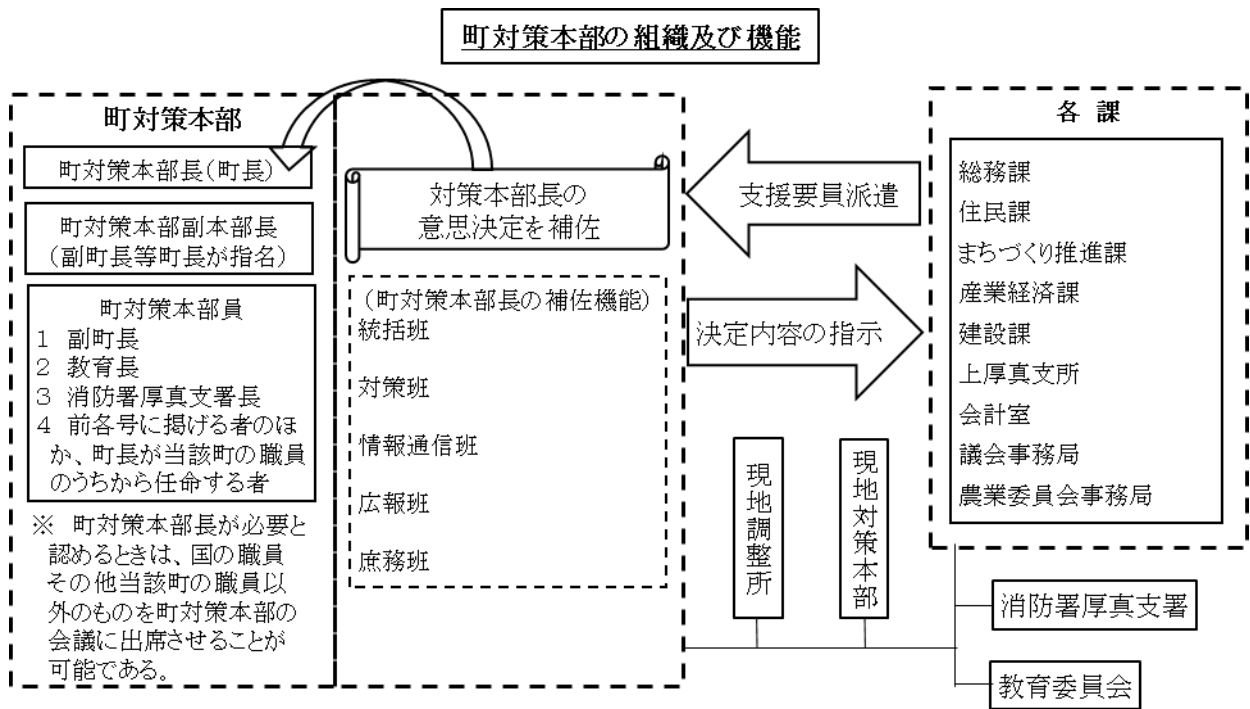 町対策本部の組織及び機能
町対策本部
町対策本部長(町長)
町対策本部副本部長
(副町長等町長が指名)
町対策本部員
1 副町長
2 教育長
3 消防署厚真支署長
4 前各号に掲げる者のほ
か、町長が当該町の職員
のうちから任命する者
※ 町対策本部長が必要と
認めるときは、国の職員
その他当該町の職員以
外のものを町対策本部の
会議に出席させることが
可能である。
対策本部長の
意思決定を補佐
(町対策本部長の補佐機能)
統括班
対策班
情報通信班
広報班
庶務班
支援要員派遣
決定内容の指示
現地調整所
現地対策本部
各 課
総務課
住民課
まちづくり推進課
産業経済課
建設課
上厚真支所
会計室
議会事務局
農業委員会事務局
消防署厚真支署
教育委員会